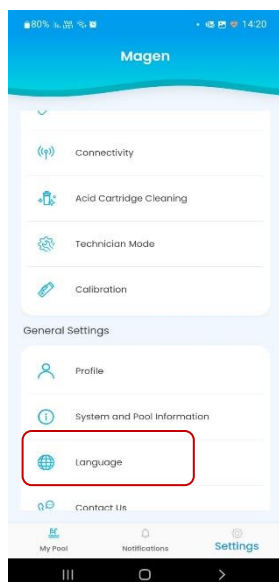 80% 14:20
Magen
Connectivity
Acid Cartridge Cleaning
Technician Mode
Calibration
General Settings
Profile
System and Pool Information
Language
Contact Us
My Pool Notifications Settings